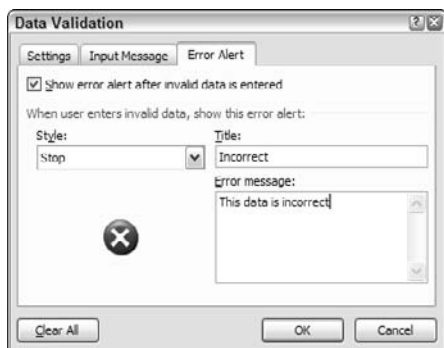 Data Validation
Settings Input Message Error Alert
Show error alert after invalid data is entered
When user enters invalid data, show this error alert:
Style: Title:
Stop Incorrect
Error message:
This data is incorrect
Clear All OK Cancel